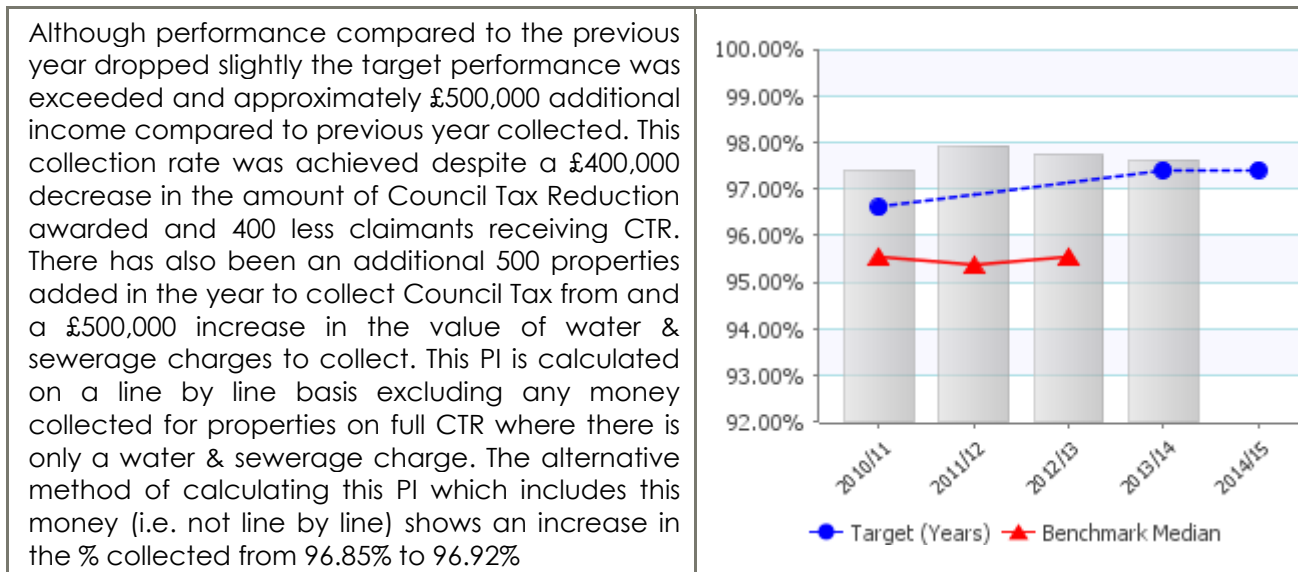 Although performance compared to the previous
year dropped slightly the target performance was
exceeded and approximately £500,000 additional
income compared to previous year collected. This
collection rate was achieved despite a £400,000
decrease in the amount of Council Tax Reduction
awarded and 400 less claimants receiving CTR.
There has also been an additional 500 properties
added in the year to collect Council Tax from and
a £500,000 increase in the value of water &
sewerage charges to collect. This PI is calculated
on a line by line basis excluding any money
collected for properties on full CTR where there is
only a water & sewerage charge. The alternative
method of calculating this PI which includes this
money (i.e. not line by line) shows an increase in
the % collected from 96.85% to 96.92%
100.00%
99.00%
98.00%
97.00%
96.00%
95.00%
94.00%
93.00%
92.00%
2010/11
2011/12
2012/13
2013/14
2014/15
Target (Years)
Benchmark Median